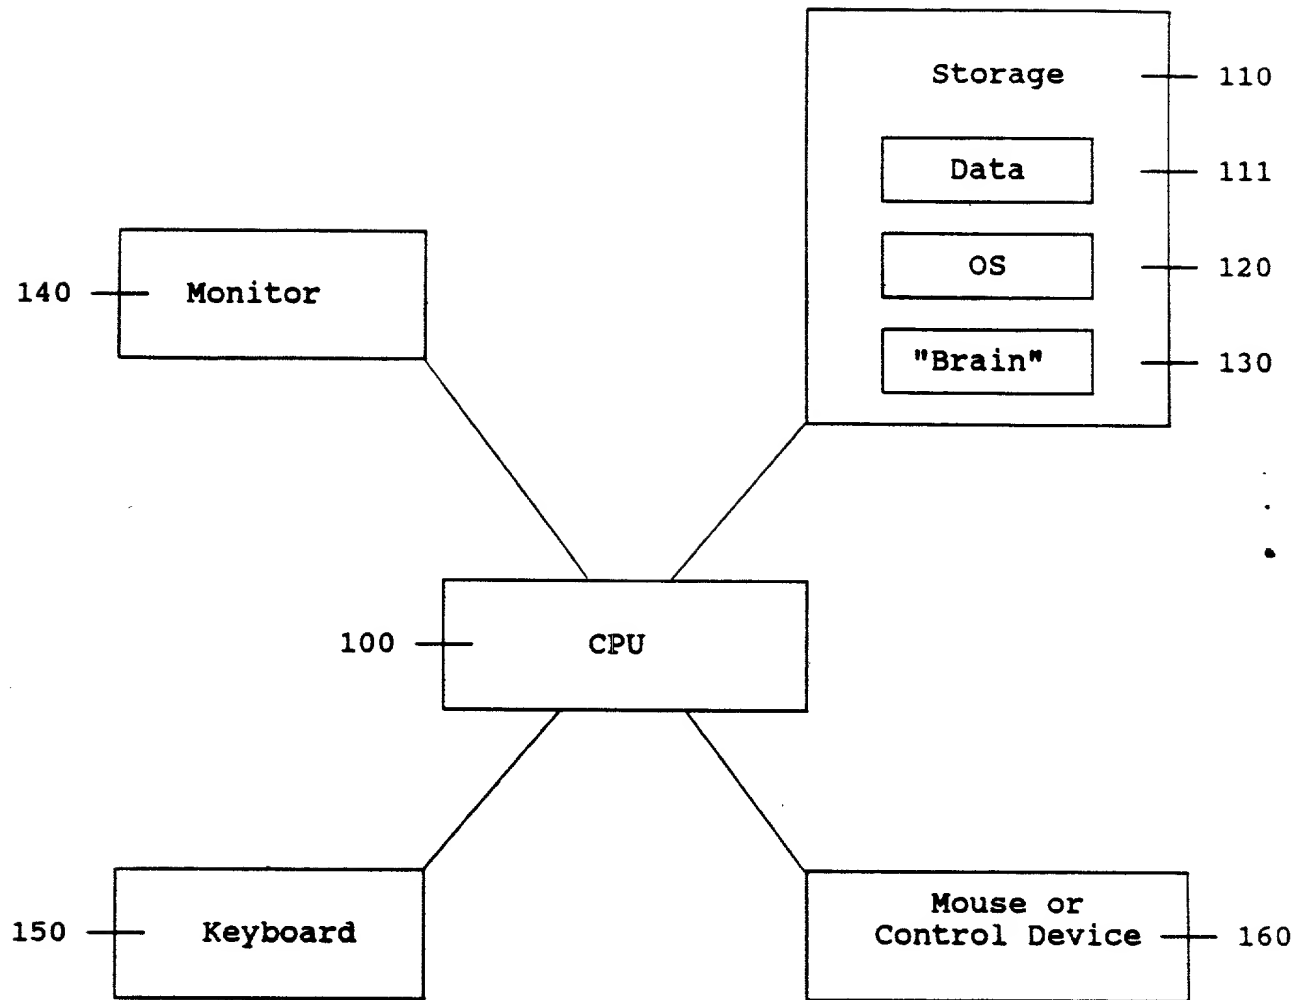 Storage 110
Data 111
OS 120
"Brain" 130
140 Monitor
100 CPU
150 Keyboard
Mouse or
Control Device 160